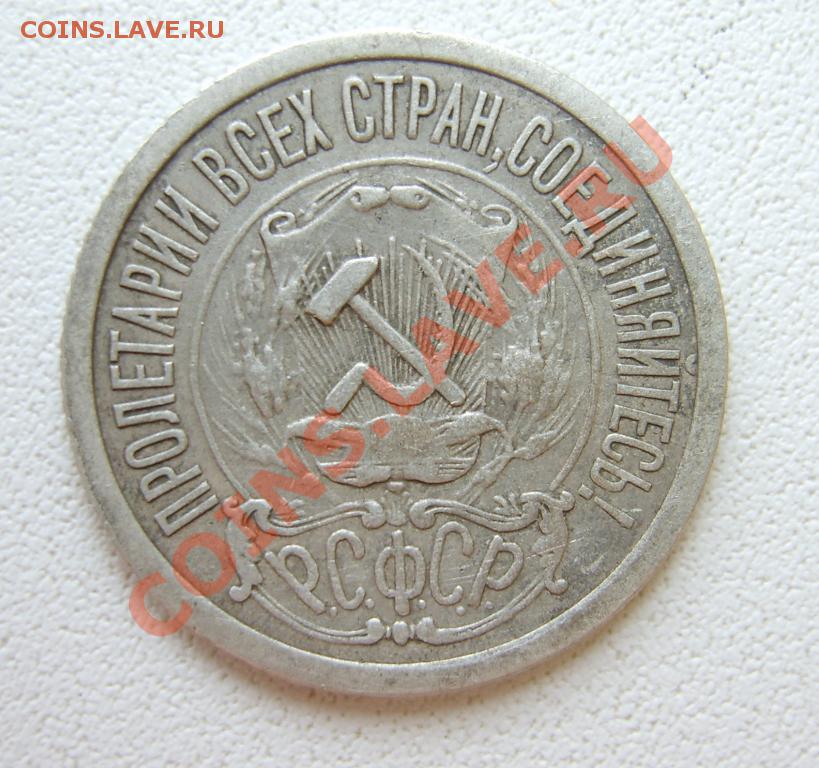 COINS.LAVE.RU
ПРОЛЕТАРИИ ВСЕХ СТРАН, СОЕДИНЯЙТЕСЬ!
COINS.LAVE.RU
Р.С.Ф.С.Р.